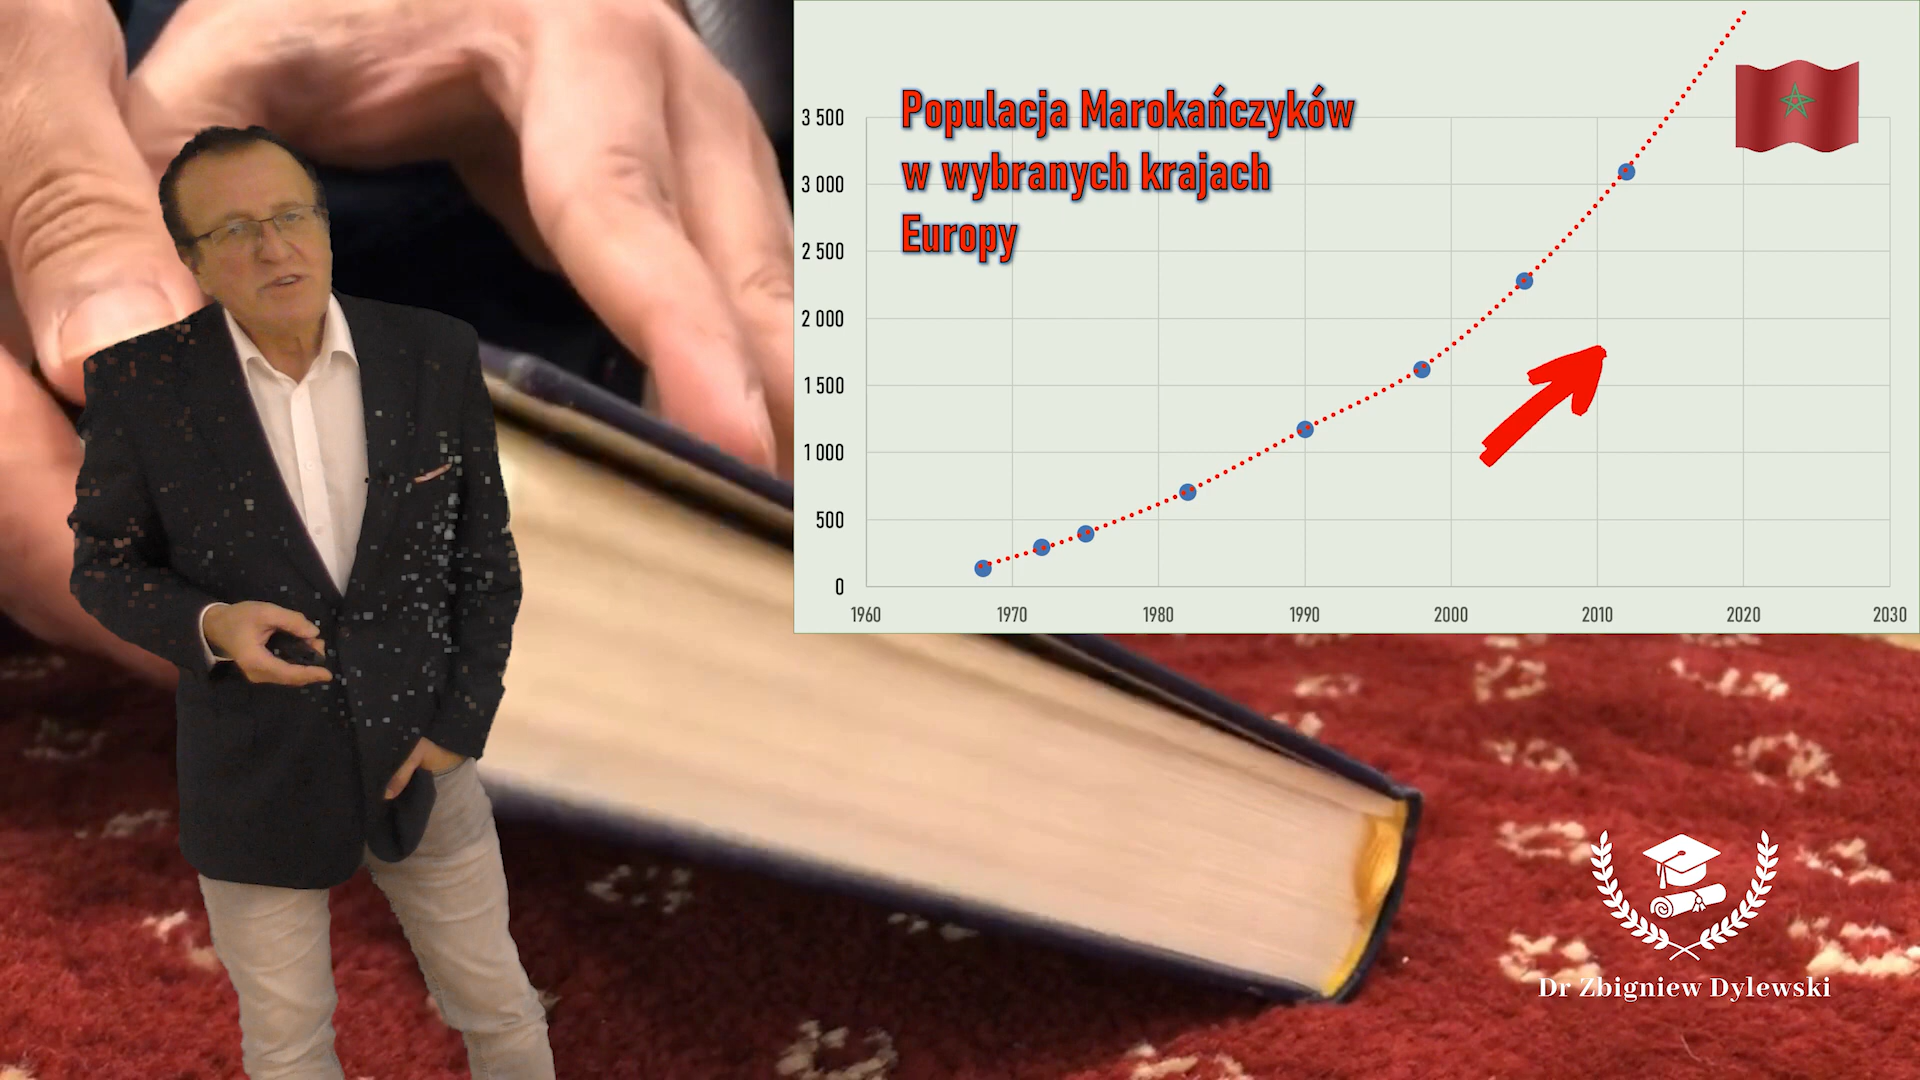 Populacja Marokańczyków
w wybranych krajach
Europy
3 500
3 000
2 500
2 000
1 500
1 000
500
0
1960 1970 1980 1990 2000 2010 2020 2030
Dr Zbigniew Dylewski